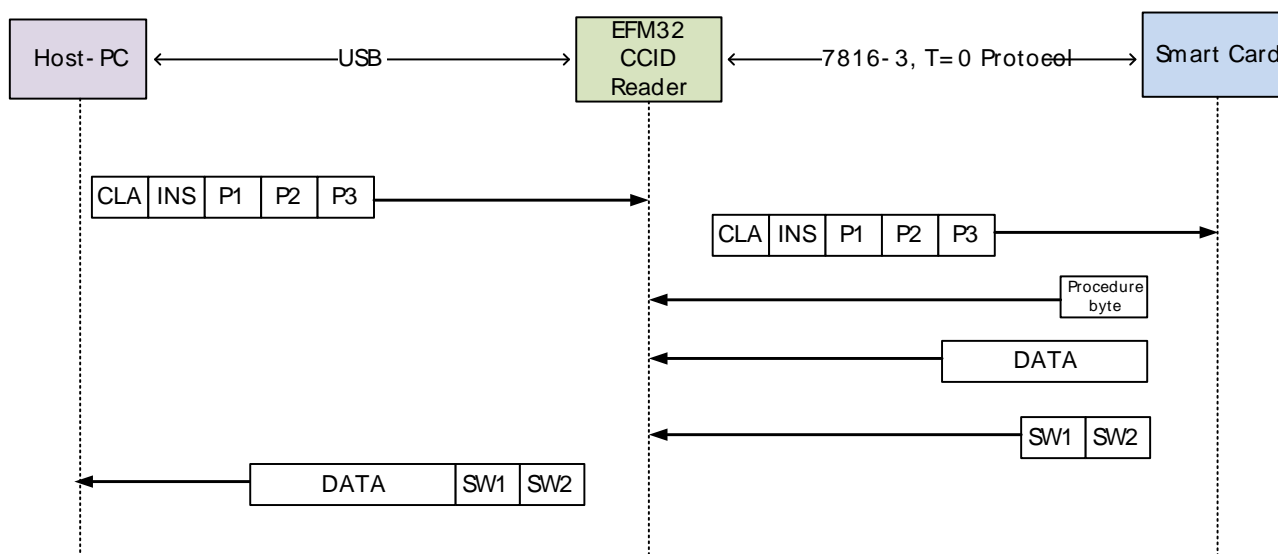 Host-PC
USB
EFM32
CCID
Reader
7816-3, T=0 Protocol
Smart Card
CLA INS P1 P2 P3
CLA INS P1 P2 P3
Procedure
byte
DATA
SW1 SW2
DATA SW1 SW2